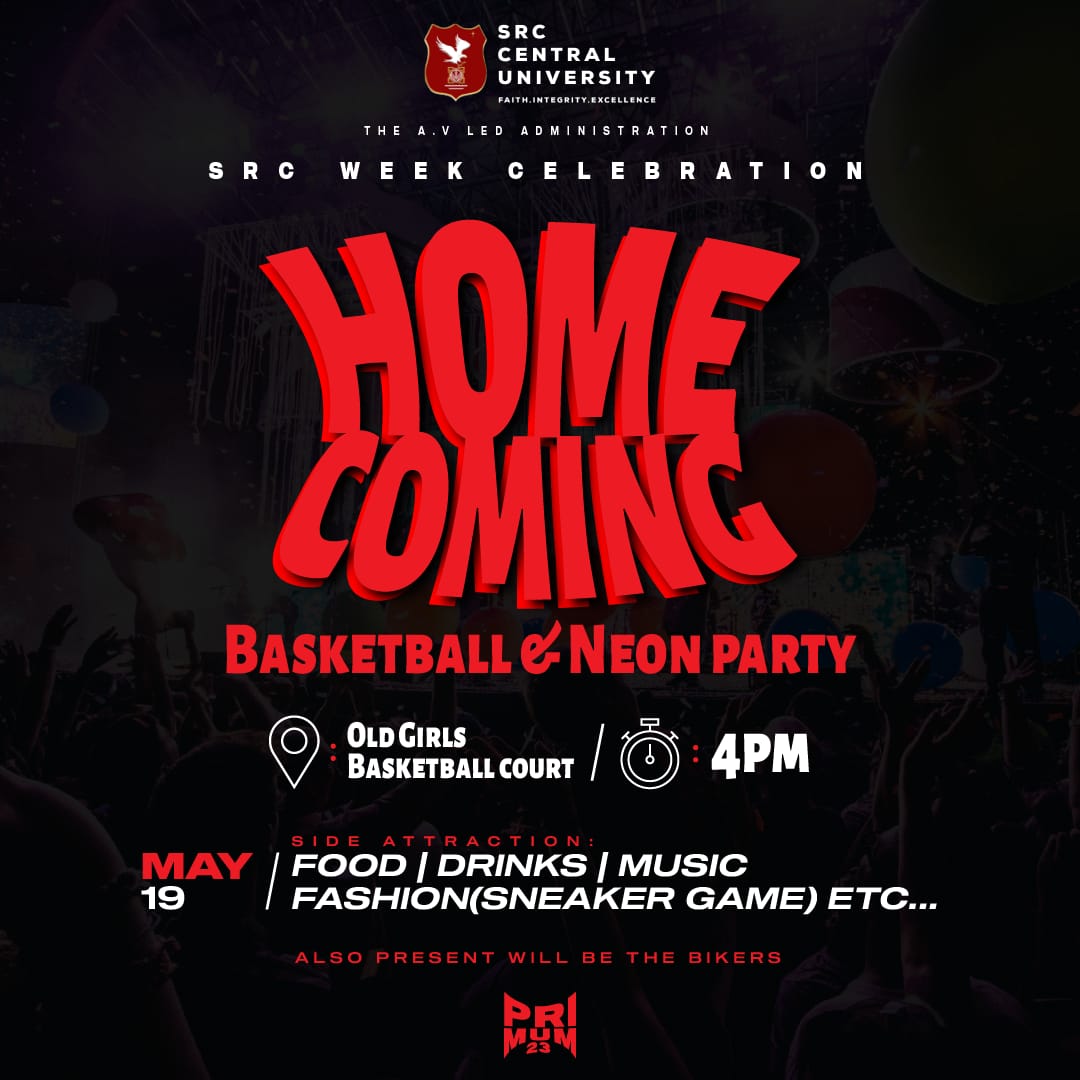 SRC
CENTRAL
UNIVERSITY
FAITH.INTEGRITY.EXCELLENCE
THE A.V LED ADMINISTRATION
SRC WEEK CELEBRATION
HOME
COMING
BASKETBALL & NEON PARTY
OLD GIRLS
BASKETBALL COURT
/
: 4PM
SIDE ATTRACTION:
MAY
19
FOOD | DRINKS | MUSIC
FASHION(SNEAKER GAME) ETC...
ALSO PRESENT WILL BE THE BIKERS
PRI
MUM
23